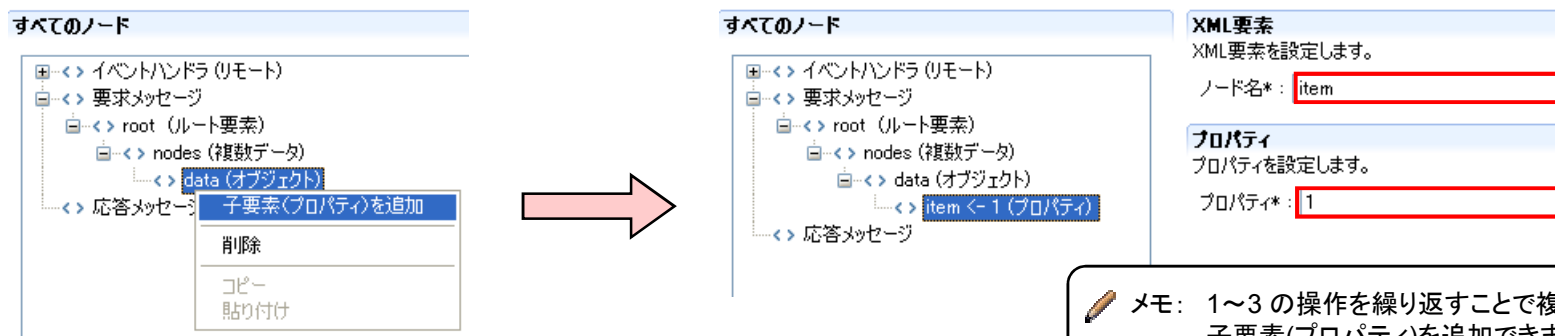 すべてのノード
イベントハンドラ (リモート)
要求メッセージ
root (ルート要素)
nodes (複数データ)
data (オブジェクト)
応答メッセージ
子要素(プロパティ)を追加
削除
コピー
貼り付け
すべてのノード
イベントハンドラ (リモート)
要求メッセージ
root (ルート要素)
nodes (複数データ)
data (オブジェクト)
item <- 1 (プロパティ)
応答メッセージ
XML要素
XML要素を設定します。
ノード名* : item
プロパティ
プロパティを設定します。
プロパティ* : 1
メモ: 1～3 の操作を繰り返すことで複
子要素(プロパティ)を追加でき